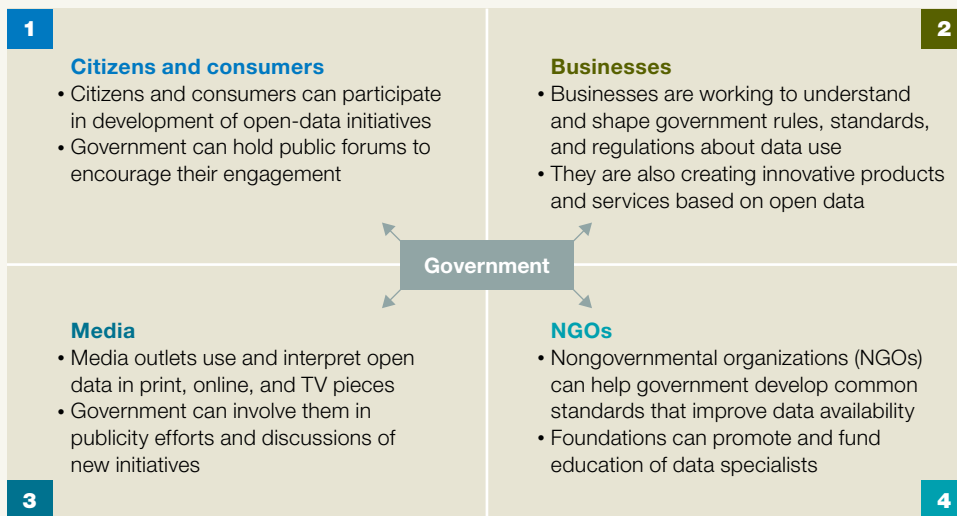 1
Citizens and consumers
• Citizens and consumers can participate
in development of open-data initiatives
• Government can hold public forums to
encourage their engagement
2
Businesses
• Businesses are working to understand
and shape government rules, standards,
and regulations about data use
• They are also creating innovative products
and services based on open data
Government
Media
• Media outlets use and interpret open
data in print, online, and TV pieces
• Government can involve them in
publicity efforts and discussions of
new initiatives
3
NGOs
• Nongovernmental organizations (NGOs)
can help government develop common
standards that improve data availability
• Foundations can promote and fund
education of data specialists
4